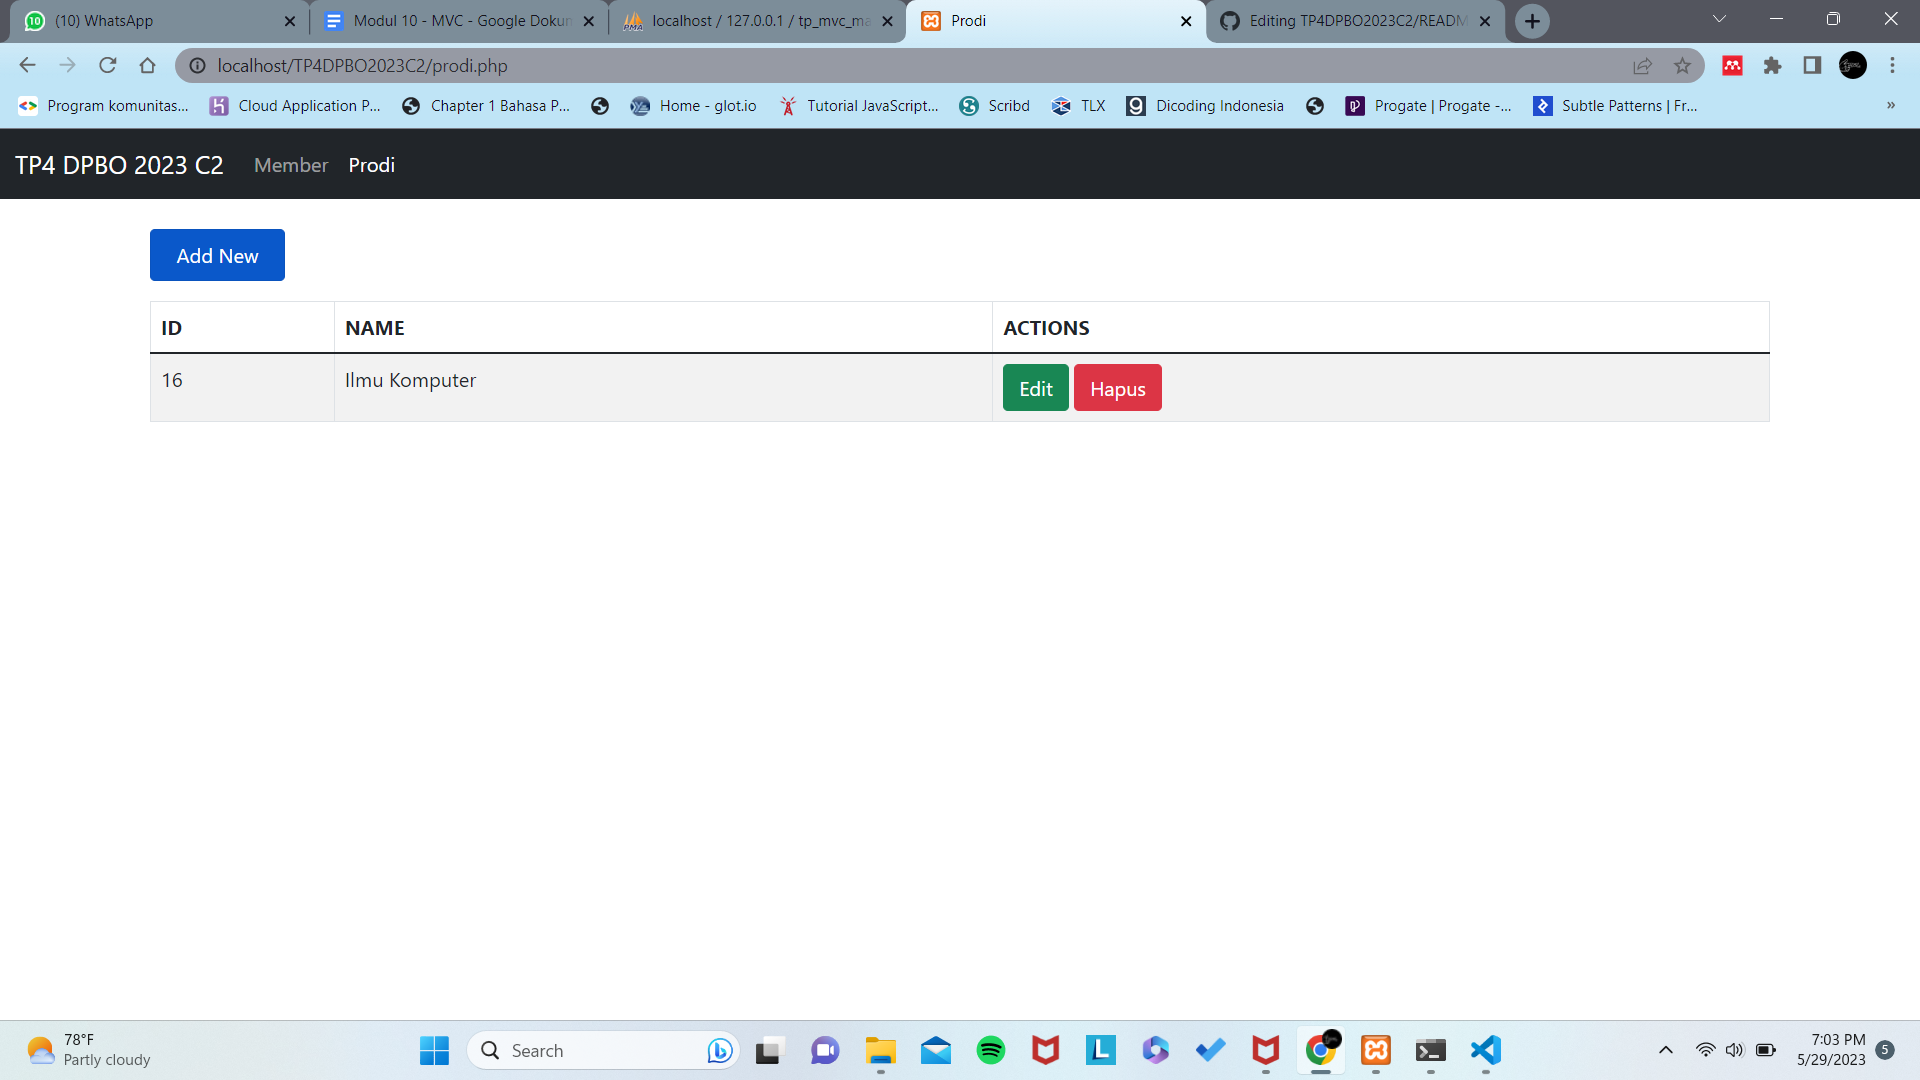 (10) WhatsApp
Modul 10 - MVC - Google Dokun
localhost / 127.0.0.1 / tp_mvc_ma
Prodi
Editing TP4DPBO2023C2/READM
localhost/TP4DPBO2023C2/prodi.php
Program komunitas...
Cloud Application P...
Chapter 1 Bahasa P...
Home - glot.io
Tutorial JavaScript...
Scribd
TLX
Dicoding Indonesia
Progate | Progate -...
Subtle Patterns | Fr...
»
TP4 DPBO 2023 C2 Member Prodi
Add New
ID NAME ACTIONS
16 Ilmu Komputer Edit Hapus
78°F
Partly cloudy
Search
7:03 PM
5/29/2023
5